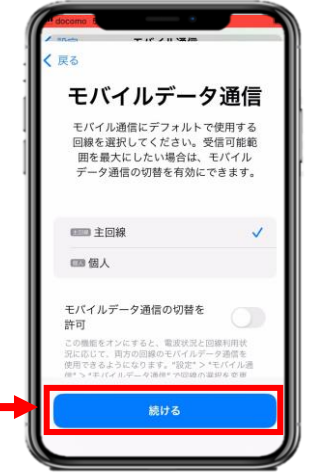 docomo
戻る
モバイルデータ通信
モバイル通信にデフォルトで使用する
回線を選択してください。受信可能範
囲を最大にしたい場合は、モバイル
データ通信の切替を有効にできます。
主回線 主回線
個人 個人
モバイルデータ通信の切替を
許可
この機能をオンにすると、電波状況と回線利用状
況に応じて、両方の回線のモバイルデータ通信を
使用できるようになります。"設定" > "モバイル通
信" > "モバイルデータ通信" で回線の選択を変更
続ける